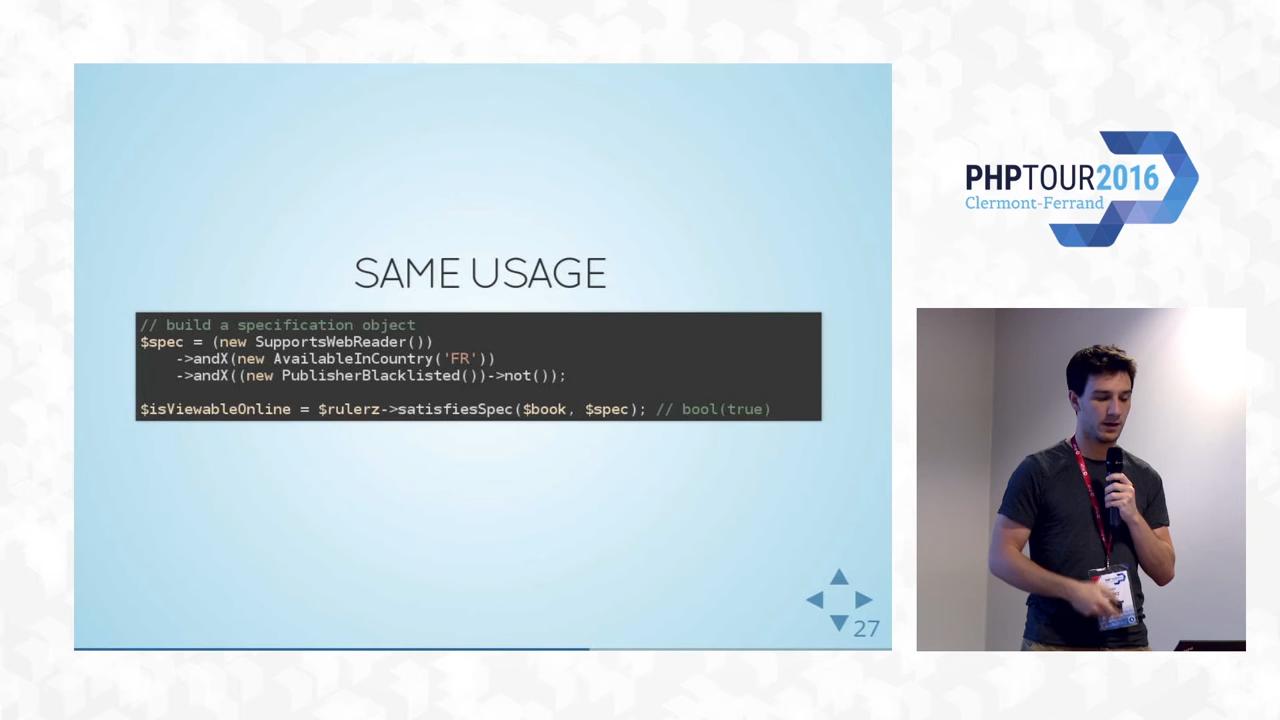 SAME USAGE
// build a specification object
$spec = (new SupportsWebReader())
    ->andX(new AvailableInCountry('FR'))
    ->andX((new PublisherBlacklisted())->not());
$isViewableOnline = $rulerz->satisfiesSpec($book, $spec); // bool(true)
27
PHPTOUR2016
Clermont-Ferrand